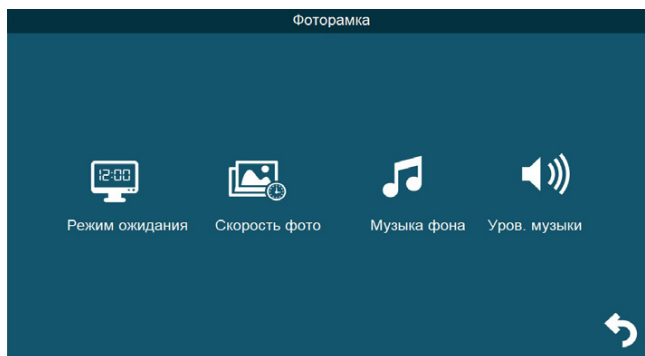 Фоторамка
12:00
Режим ожидания
Скорость фото
Музыка фона
Уров. музыки